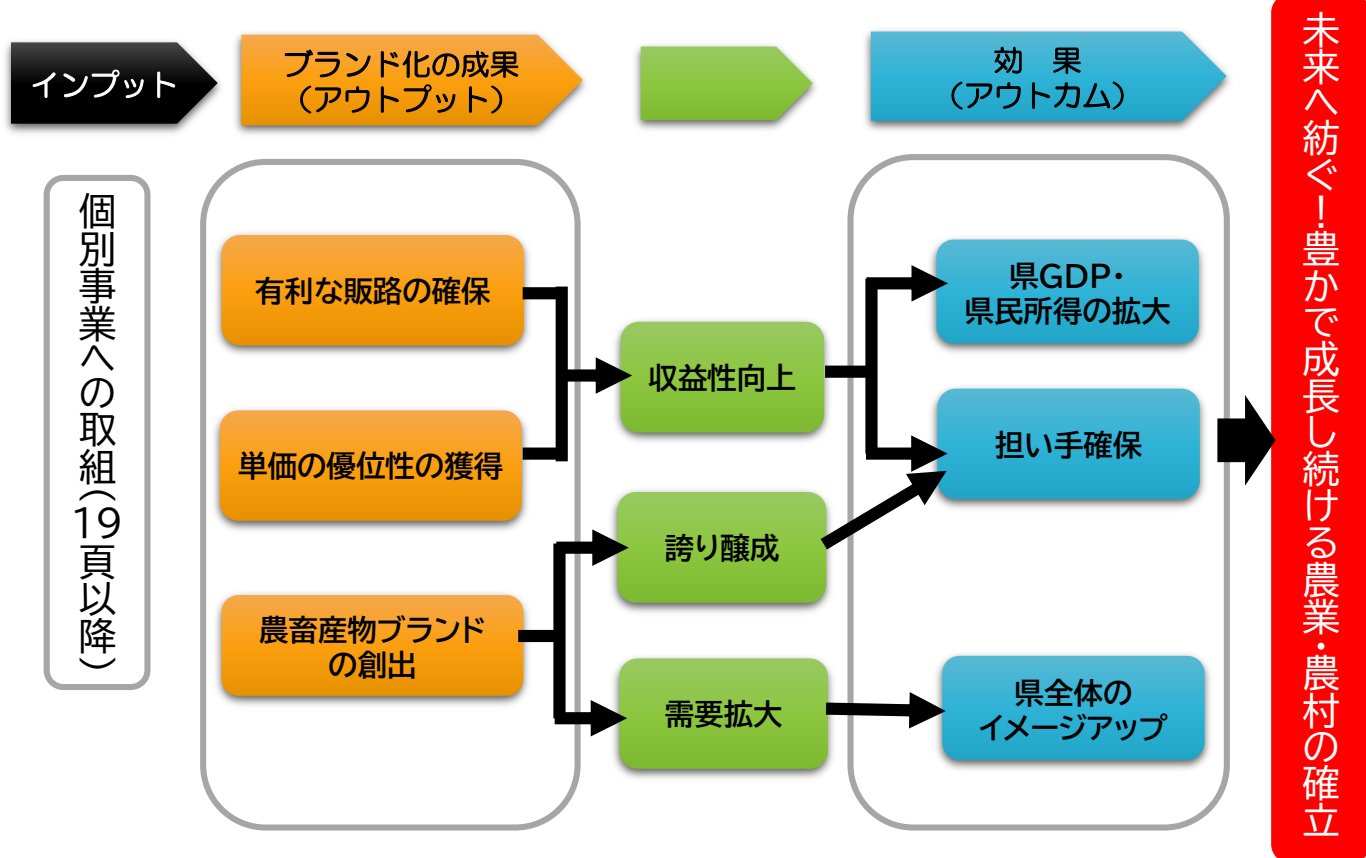 インプット
ブランド化の成果
（アウトプット）
効　果
（アウトカム）
個別事業への取組（19頁以降）
有利な販路の確保
単価の優位性の獲得
農畜産物ブランド
の創出
収益性向上
誇り醸成
需要拡大
県GDP・
県民所得の拡大
担い手確保
県全体の
イメージアップ
未来へ紡ぐ！豊かで成長し続ける農業・農村の確立